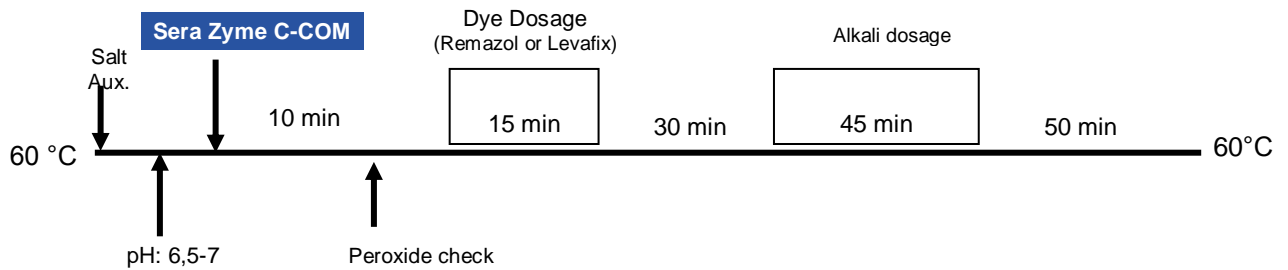 Sera Zyme C-COM
Dye Dosage
(Remazol or Levafix)
Alkali dosage
Salt
Aux.
10 min
15 min
30 min
45 min
50 min
60 °C
60°C
pH: 6,5-7
Peroxide check